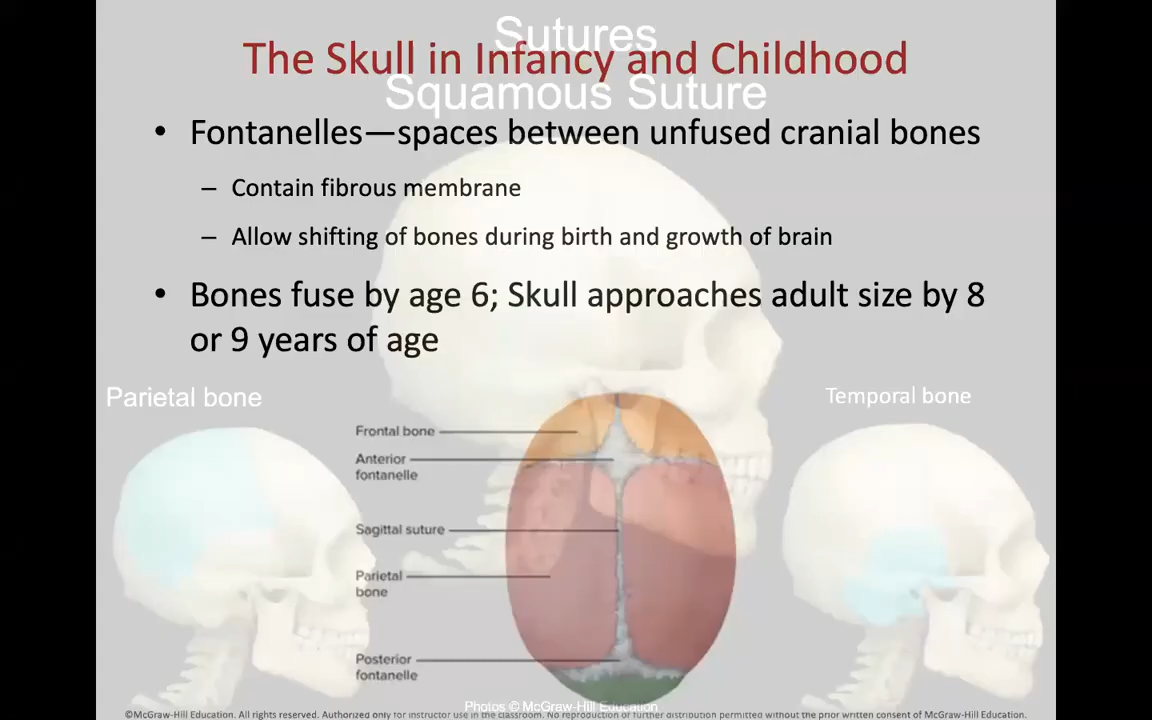 Sutures
The Skull in Infancy and Childhood
Squamous Suture
• Fontanelles—spaces between unfused cranial bones
– Contain fibrous membrane
– Allow shifting of bones during birth and growth of brain
• Bones fuse by age 6; Skull approaches adult size by 8
or 9 years of age
Parietal bone
Temporal bone
Frontal bone
Anterior
fontanelle
Sagittal suture
Parietal
bone
Posterior
fontanelle
Photos © McGraw-Hill Education
©McGraw-Hill Education. All rights reserved. Authorized only for instructor use in the classroom. No reproduction or further distribution permitted without the prior written consent of McGraw-Hill Education.